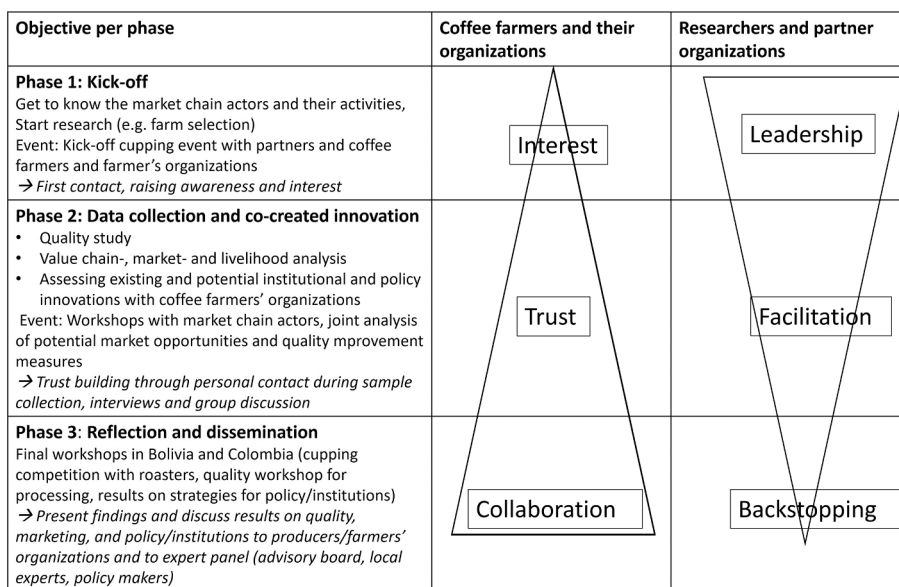 Objective per phase
Coffee farmers and their
organizations
Researchers and partner
organizations
Phase 1: Kick-off
Get to know the market chain actors and their activities,
Start research (e.g. farm selection)
Event: Kick-off cupping event with partners and coffee
farmers and farmer's organizations
→ First contact, raising awareness and interest
Interest
Leadership
Phase 2: Data collection and co-created innovation
• Quality study
• Value chain-, market- and livelihood analysis
• Assessing existing and potential institutional and policy
innovations with coffee farmers' organizations
Event: Workshops with market chain actors, joint analysis
of potential market opportunities and quality mprovement
measures
→ Trust building through personal contact during sample
collection, interviews and group discussion
Trust
Facilitation
Phase 3: Reflection and dissemination
Final workshops in Bolivia and Colombia (cupping
competition with roasters, quality workshop for
processing, results on strategies for policy/institutions)
→ Present findings and discuss results on quality,
marketing, and policy/institutions to producers/farmers'
organizations and to expert panel (advisory board, local
experts, policy makers)
Collaboration
Backstopping